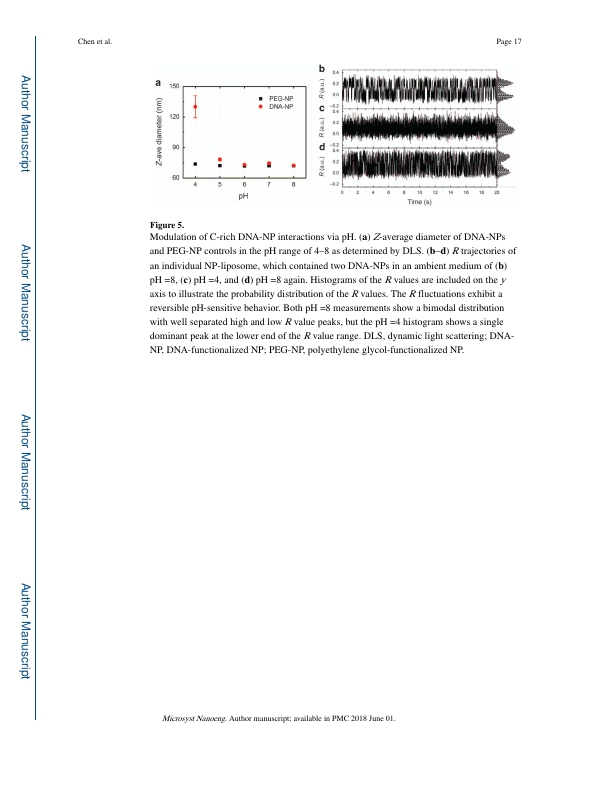 Chen et al. Page 17
Author Manuscript
Author Manuscript
Author Manuscript
Author Manuscript
a
150
120
90
60
Z-ave diameter (nm)
PEG-NP
DNA-NP
4 5 6 7 8
pH
b
0.4
0.2
0.0
−0.2
R (a.u.)
c
0.4
0.2
0.0
−0.2
R (a.u.)
d
0.4
0.2
0.0
−0.2
R (a.u.)
0 2 4 6 8 10 12 14 16 18 20
Time (s)
Figure 5.
Modulation of C-rich DNA-NP interactions via pH. (a) Z-average diameter of DNA-NPs
and PEG-NP controls in the pH range of 4–8 as determined by DLS. (b–d) R trajectories of
an individual NP-liposome, which contained two DNA-NPs in an ambient medium of (b)
pH =8, (c) pH =4, and (d) pH =8 again. Histograms of the R values are included on the y
axis to illustrate the probability distribution of the R values. The R fluctuations exhibit a
reversible pH-sensitive behavior. Both pH =8 measurements show a bimodal distribution
with well separated high and low R value peaks, but the pH =4 histogram shows a single
dominant peak at the lower end of the R value range. DLS, dynamic light scattering; DNA-
NP, DNA-functionalized NP; PEG-NP, polyethylene glycol-functionalized NP.
Microsyst Nanoeng. Author manuscript; available in PMC 2018 June 01.